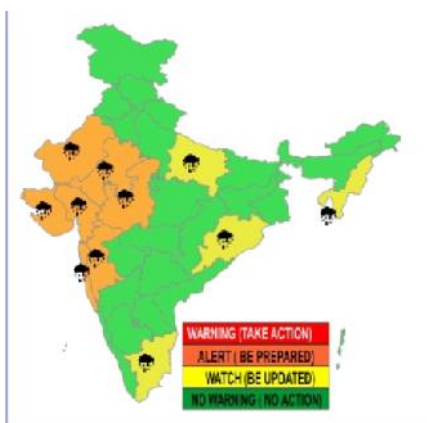 WARNING (TAKE ACTION)
ALERT ( BE PREPARED)
WATCH (BE UPDATED)
NO WARNING ( NO ACTION)